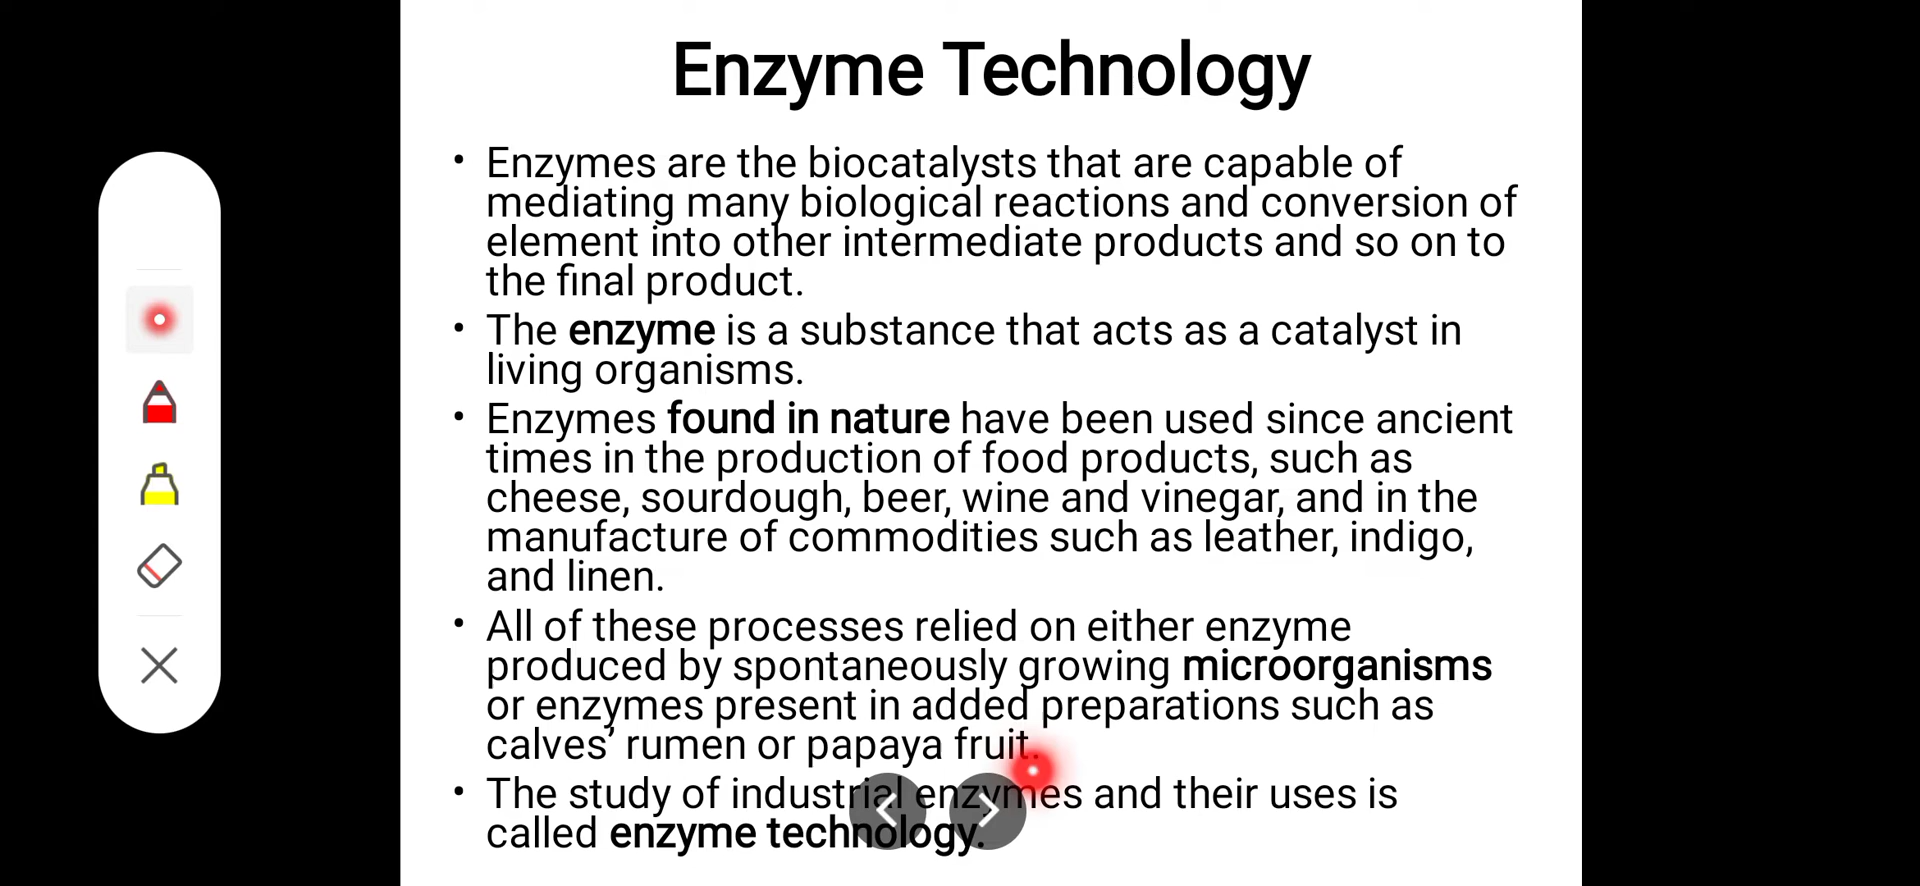 Enzyme Technology
• Enzymes are the biocatalysts that are capable of
mediating many biological reactions and conversion of
element into other intermediate products and so on to
the final product.
• The enzyme is a substance that acts as a catalyst in
living organisms.
• Enzymes found in nature have been used since ancient
times in the production of food products, such as
cheese, sourdough, beer, wine and vinegar, and in the
manufacture of commodities such as leather, indigo,
and linen.
• All of these processes relied on either enzyme
produced by spontaneously growing microorganisms
or enzymes present in added preparations such as
calves’ rumen or papaya fruit.
• The study of industrial enzymes and their uses is
called enzyme technology.